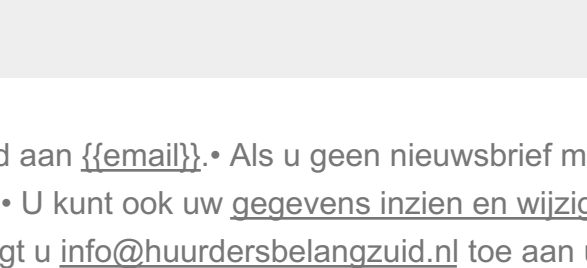 d aan {{email}}.• Als u geen nieuwsbrief m
• U kunt ook uw gegevens inzien en wijzig
gt u info@huurdersbelangzuid.nl toe aan